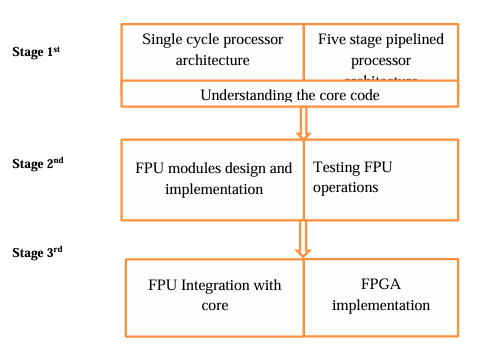 Stage 1st
Single cycle processor
architecture
Five stage pipelined
processor
architecture
Understanding the core code
Stage 2nd
FPU modules design and
implementation
Testing FPU
operations
Stage 3rd
FPU Integration with
core
FPGA
implementation